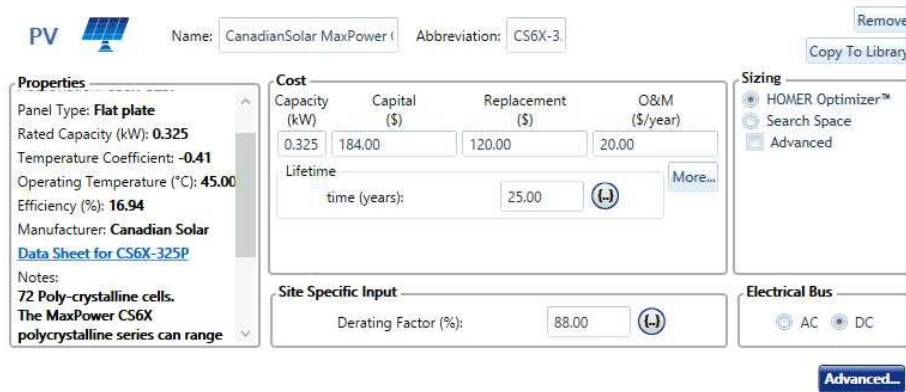 PV
Name: CanadianSolar MaxPower (
Abbreviation: CS6X-3.
Remove
Copy To Library
Properties
Panel Type: Flat plate
Rated Capacity (kW): 0.325
Temperature Coefficient: -0.41
Operating Temperature (°C): 45.00
Efficiency (%): 16.94
Manufacturer: Canadian Solar
Data Sheet for CS6X-325P
Notes:
72 Poly-crystalline cells.
The MaxPower CS6X
polycrystalline series can range
Cost
Capacity (kW)
Capital ($)
Replacement ($)
O&M ($/year)
0.325 184.00 120.00 20.00
Lifetime
time (years): 25.00 {..}
More...
Site Specific Input
Derating Factor (%): 88.00 {..}
Sizing
HOMER Optimizer™
Search Space
Advanced
Electrical Bus
AC DC
Advanced...